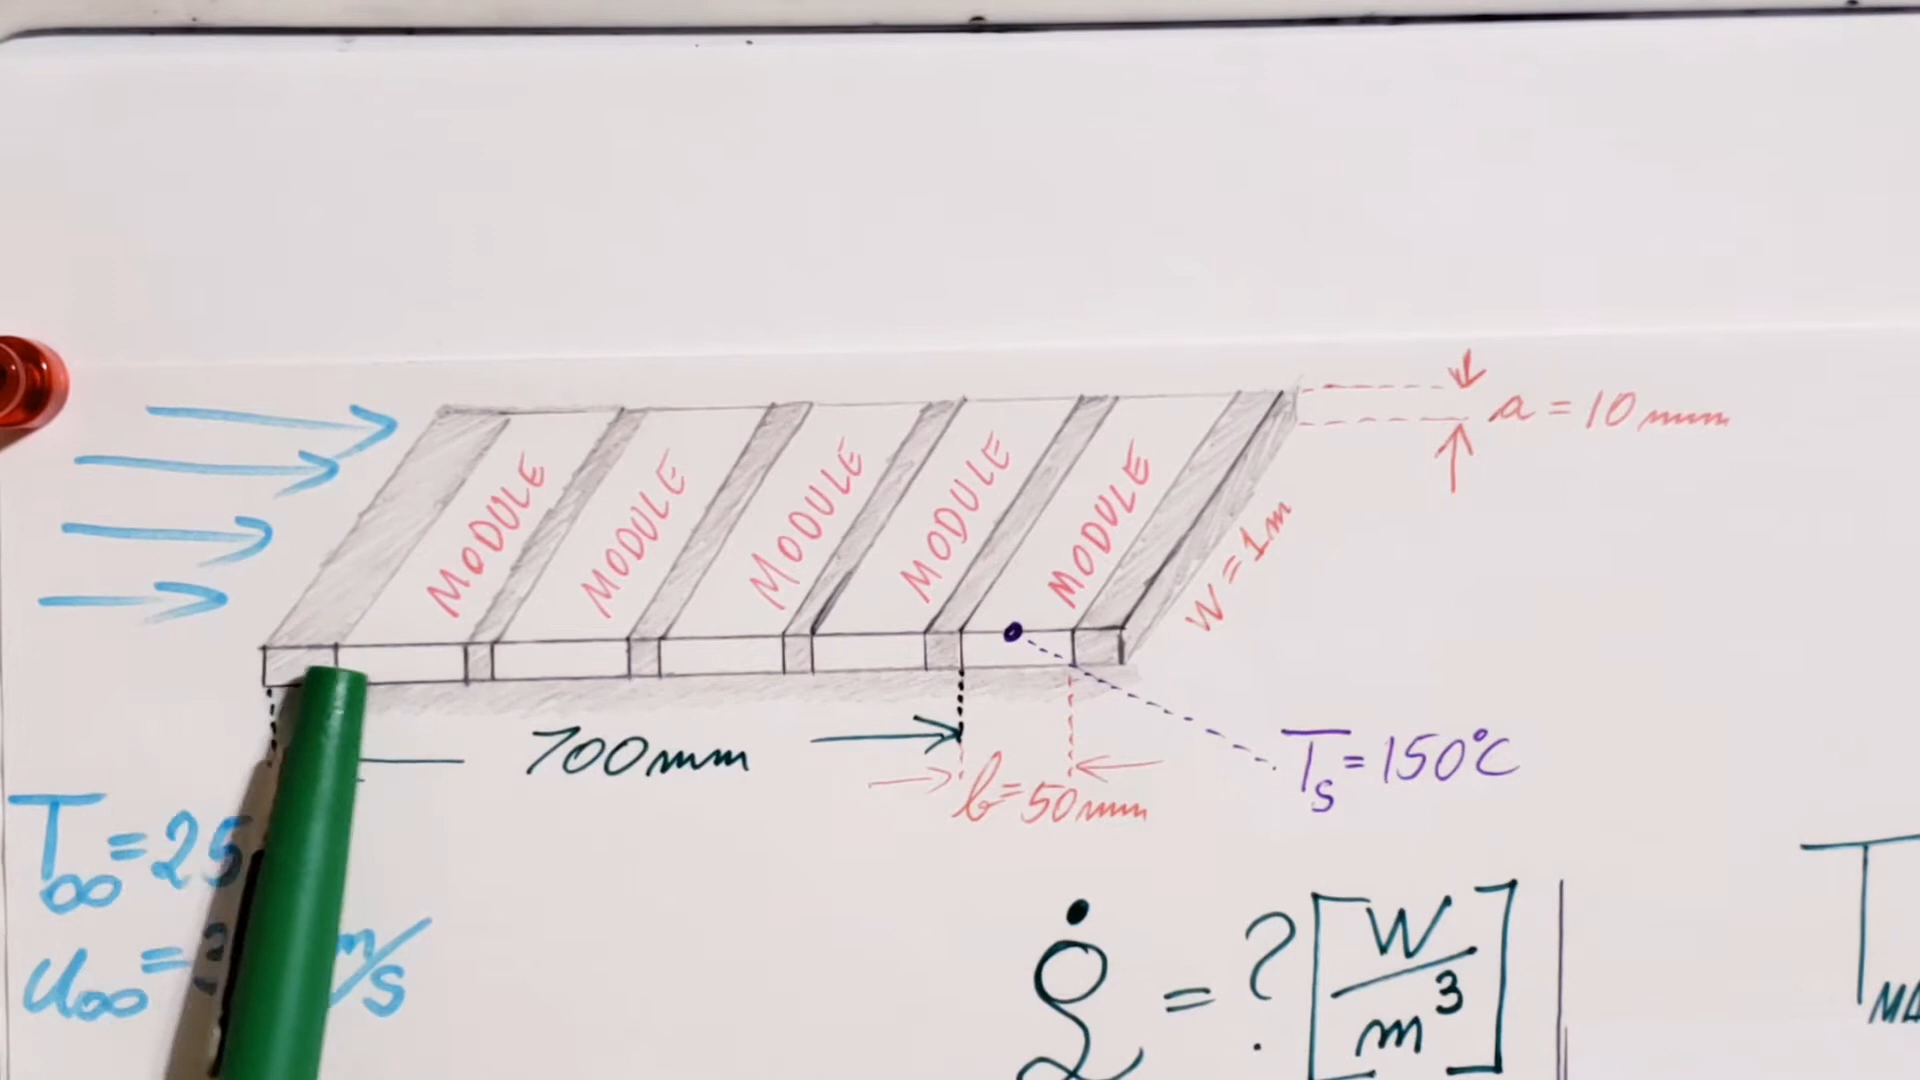 MODULE
MODULE
MODULE
MODULE
MODULE
a = 10 mm
W = 1m
700mm
b = 50mm
Ts = 150°C
T∞ = 25
u∞ = m/s
q̇ = ? [W/m³]